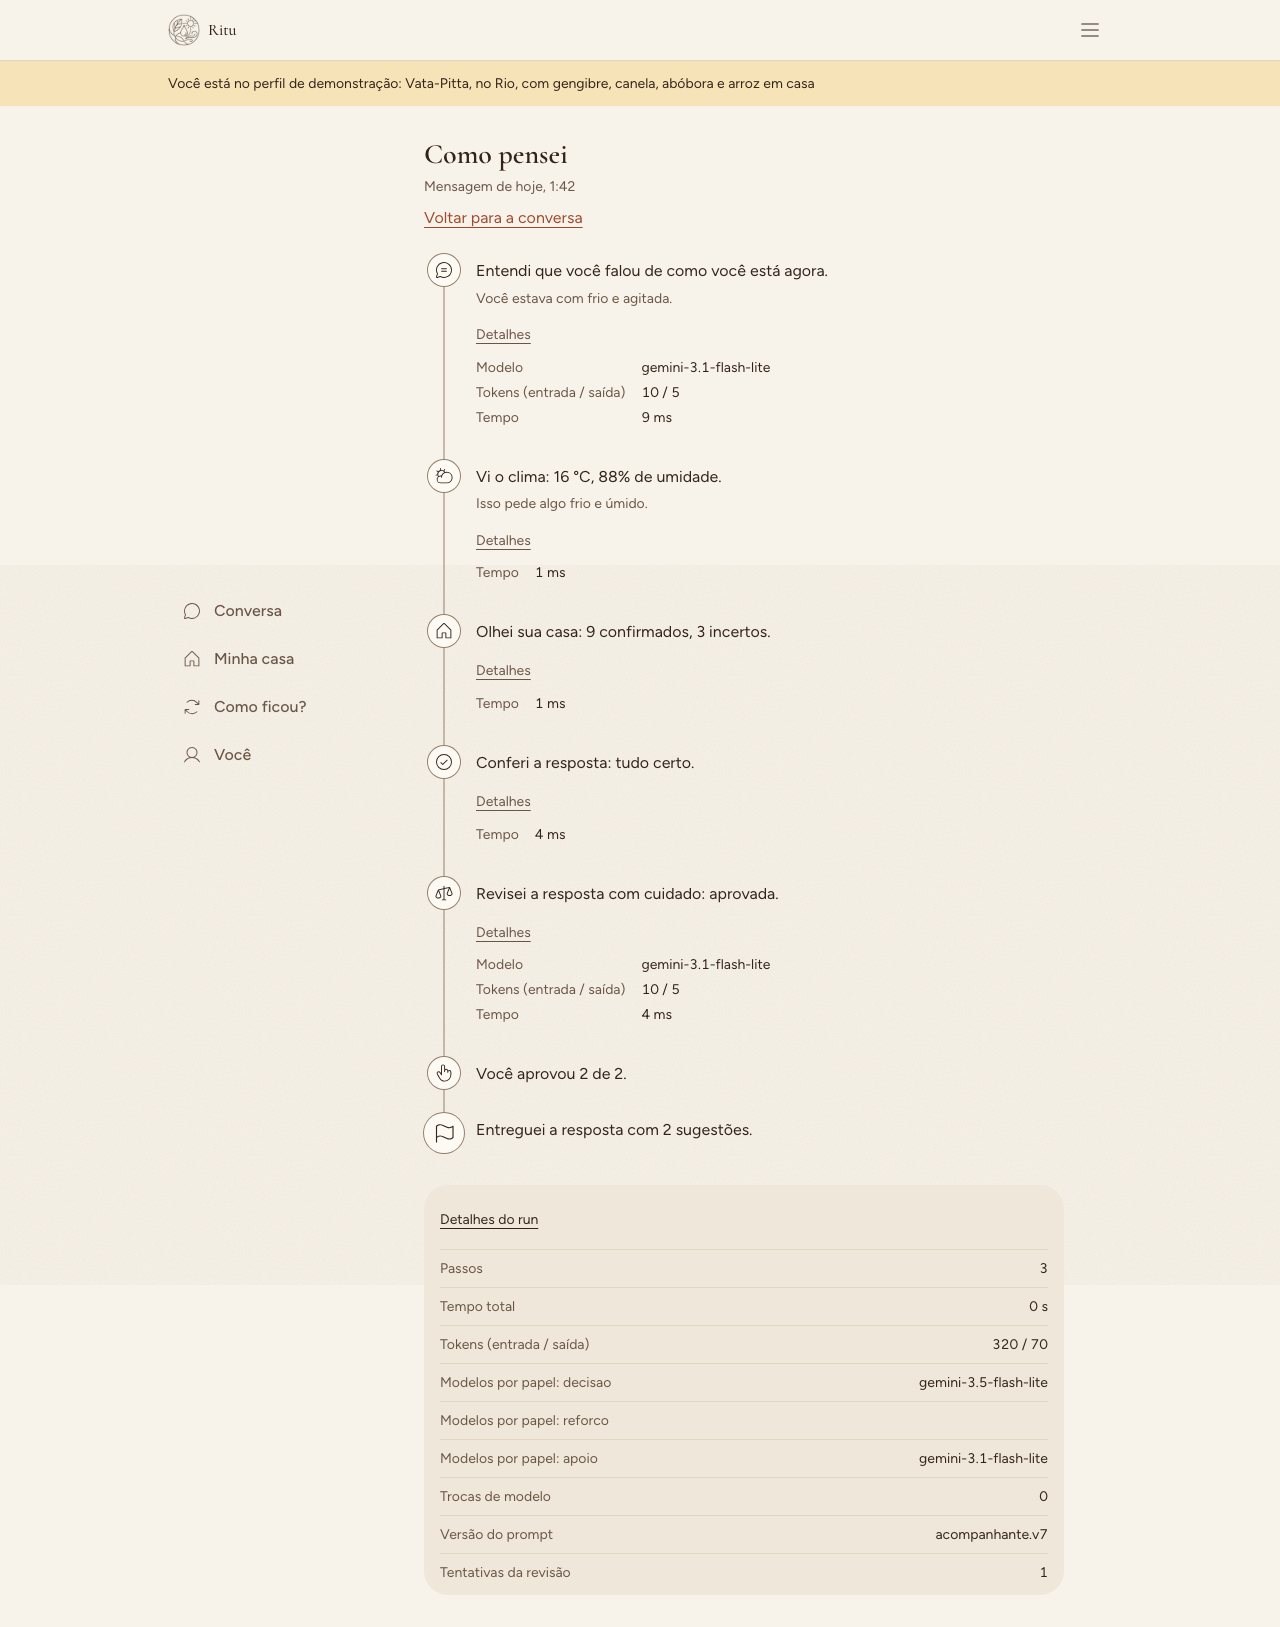 Ritu
Você está no perfil de demonstração: Vata-Pitta, no Rio, com gengibre, canela, abóbora e arroz em casa
Como pensei
Mensagem de hoje, 1:42
Voltar para a conversa
Entendi que você falou de como você está agora.
Você estava com frio e agitada.
Detalhes
Modelo gemini-3.1-flash-lite
Tokens (entrada / saída) 10 / 5
Tempo 9 ms
Vi o clima: 16 °C, 88% de umidade.
Isso pede algo frio e úmido.
Detalhes
Tempo 1 ms
Conversa
Minha casa
Como ficou?
Você
Olhei sua casa: 9 confirmados, 3 incertos.
Detalhes
Tempo 1 ms
Conferi a resposta: tudo certo.
Detalhes
Tempo 4 ms
Revisei a resposta com cuidado: aprovada.
Detalhes
Modelo gemini-3.1-flash-lite
Tokens (entrada / saída) 10 / 5
Tempo 4 ms
Você aprovou 2 de 2.
Entreguei a resposta com 2 sugestões.
Detalhes do run
Passos 3
Tempo total 0 s
Tokens (entrada / saída) 320 / 70
Modelos por papel: decisao gemini-3.5-flash-lite
Modelos por papel: reforco
Modelos por papel: apoio gemini-3.1-flash-lite
Trocas de modelo 0
Versão do prompt acompanhante.v7
Tentativas da revisão 1